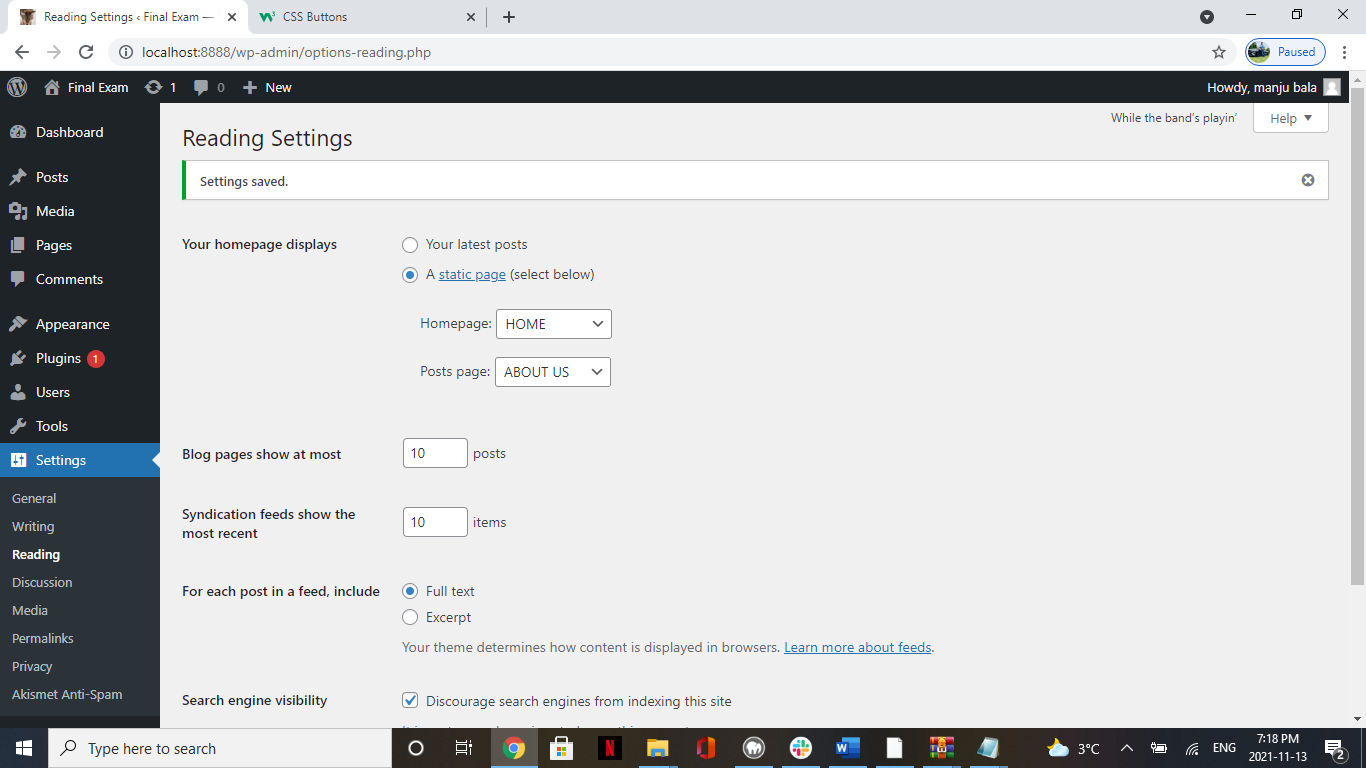 Reading Settings ‹ Final Exam —
CSS Buttons
localhost:8888/wp-admin/options-reading.php
Paused
Final Exam 1 0 New
Howdy, manju bala
Dashboard
Posts
Media
Pages
Comments
Appearance
Plugins 1
Users
Tools
Settings
General
Writing
Reading
Discussion
Media
Permalinks
Privacy
Akismet Anti-Spam
While the band's playin'
Help
Reading Settings
Settings saved.
Your homepage displays
Your latest posts
A static page (select below)
Homepage: HOME
Posts page: ABOUT US
Blog pages show at most 10 posts
Syndication feeds show the
most recent
10 items
For each post in a feed, include
Full text
Excerpt
Your theme determines how content is displayed in browsers. Learn more about feeds.
Search engine visibility
Discourage search engines from indexing this site
Type here to search
3°C
ENG
7:18 PM
2021-11-13
2